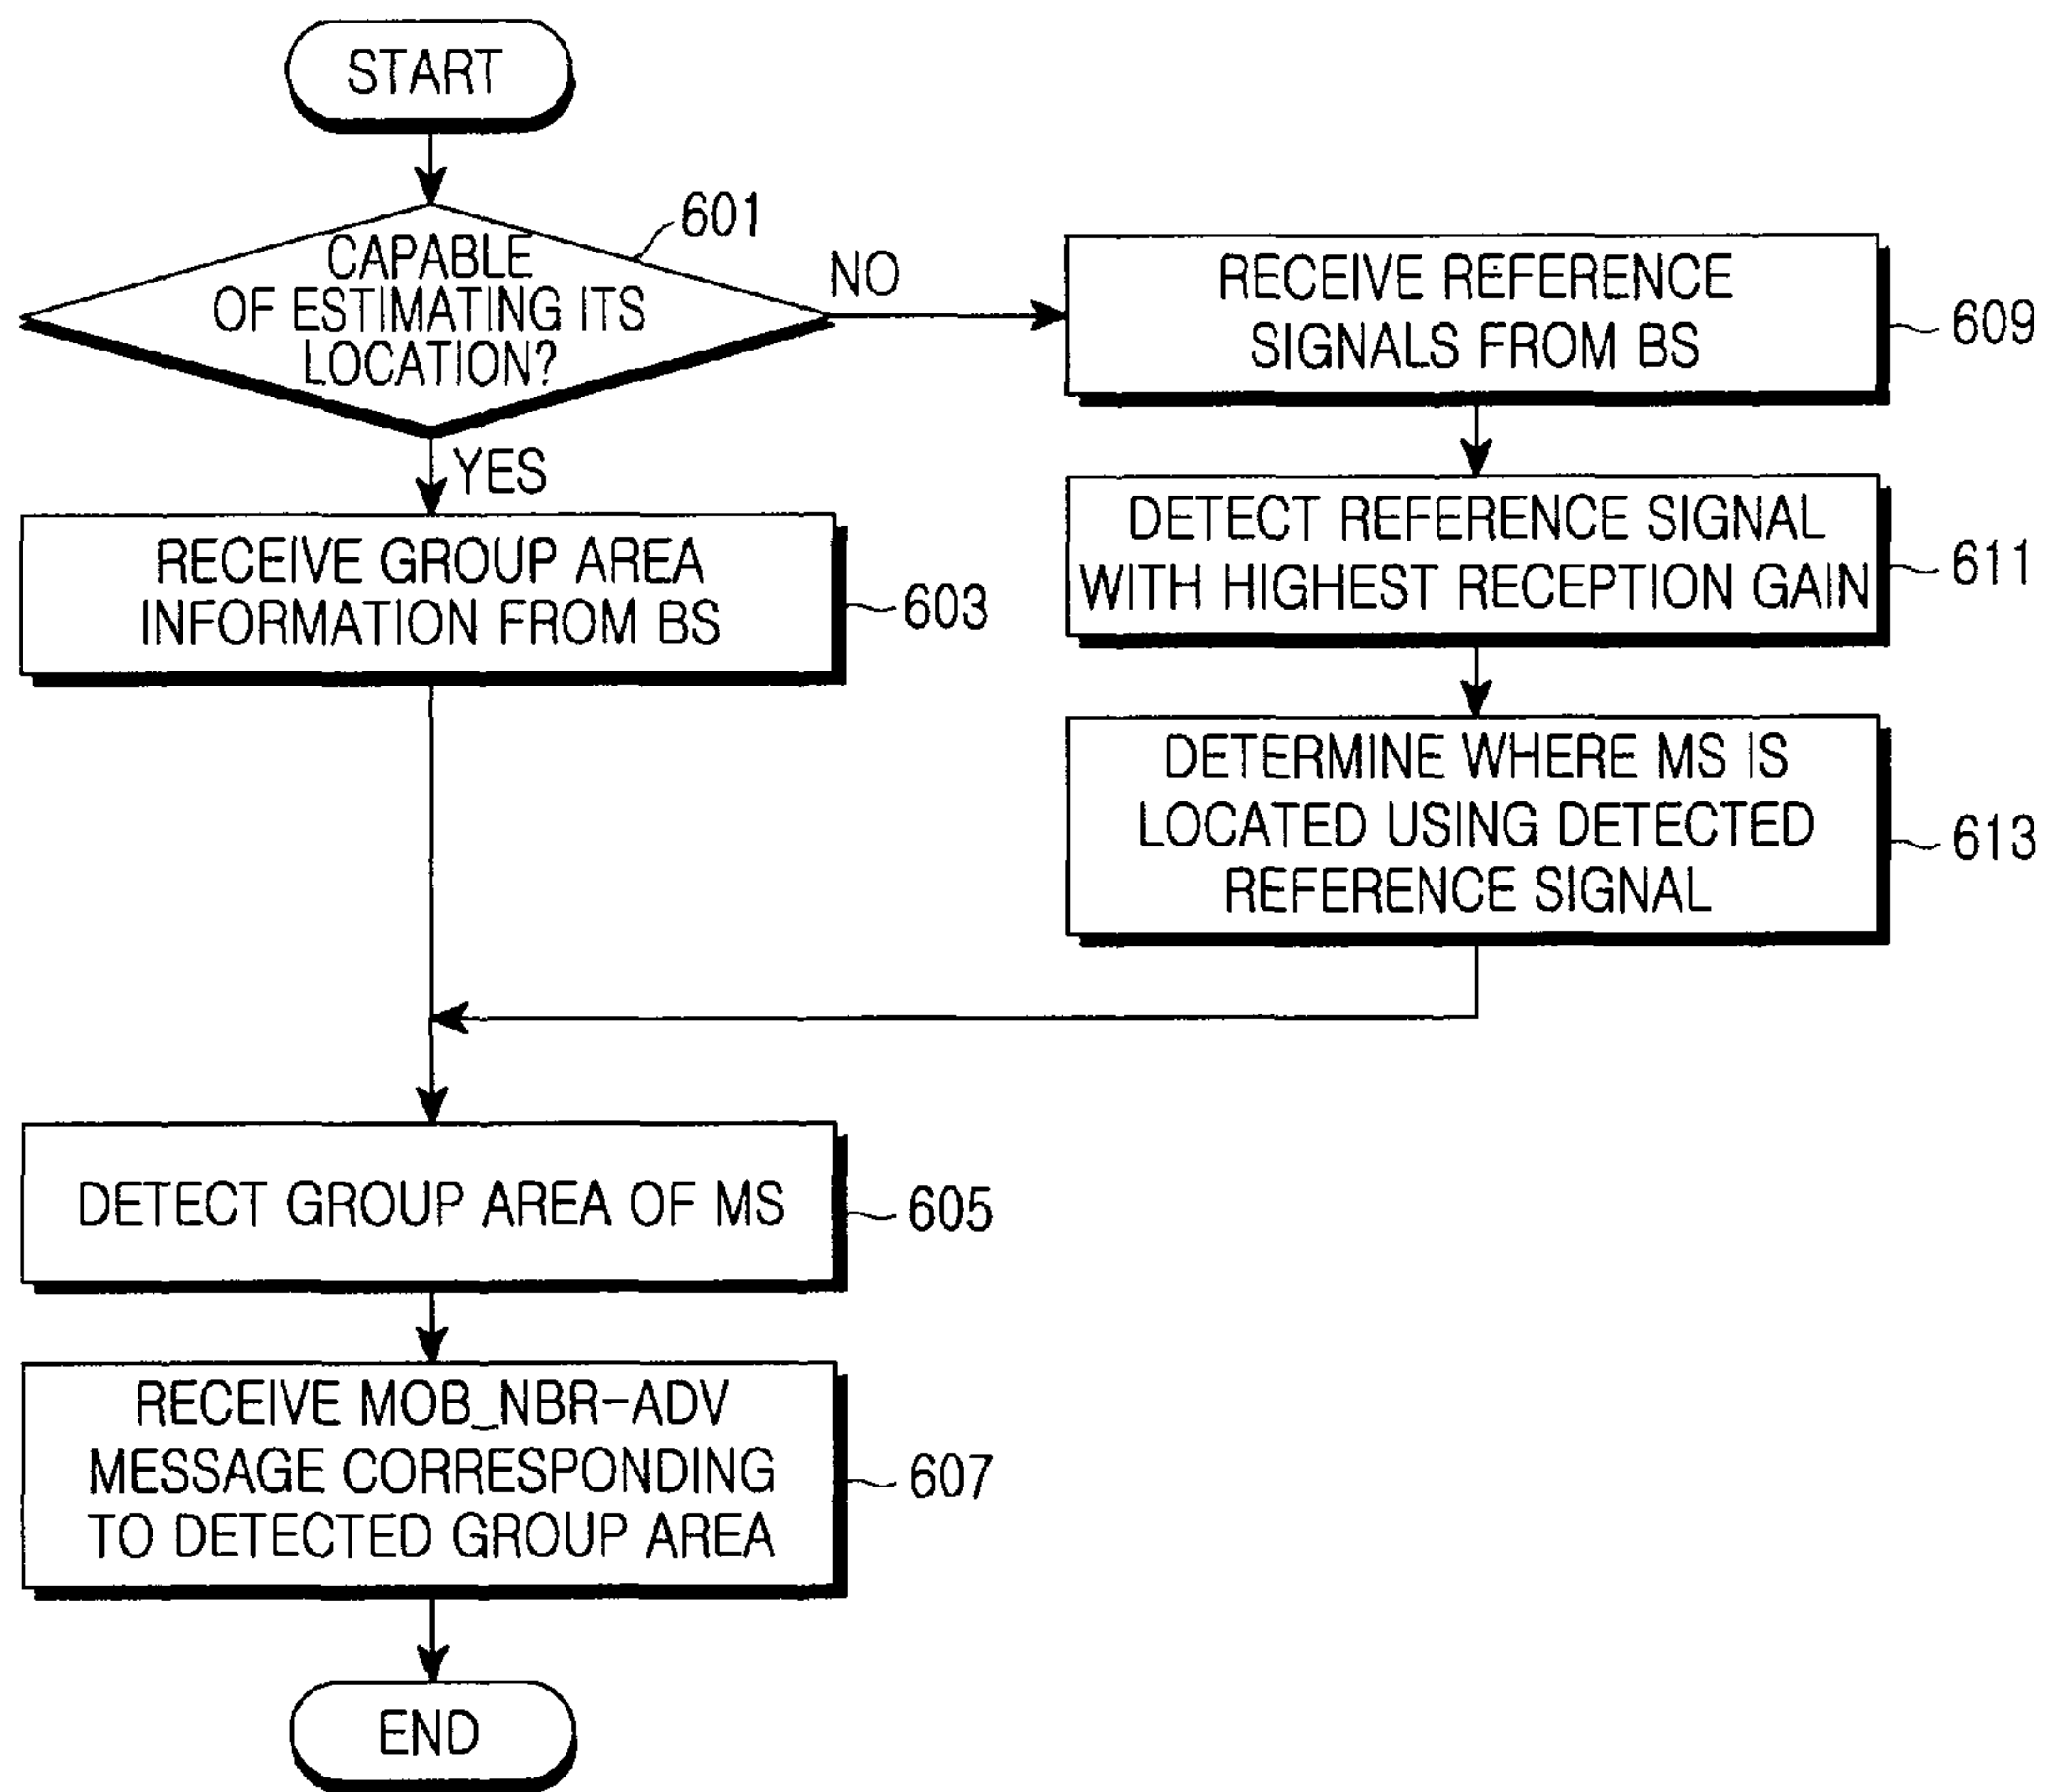 START
601
CAPABLE
OF ESTIMATING ITS
LOCATION?
NO
YES
RECEIVE GROUP AREA
INFORMATION FROM BS
603
RECEIVE REFERENCE
SIGNALS FROM BS
609
DETECT REFERENCE SIGNAL
WITH HIGHEST RECEPTION GAIN
611
DETERMINE WHERE MS IS
LOCATED USING DETECTED
REFERENCE SIGNAL
613
DETECT GROUP AREA OF MS
605
RECEIVE MOB_NBR-ADV
MESSAGE CORRESPONDING
TO DETECTED GROUP AREA
607
END